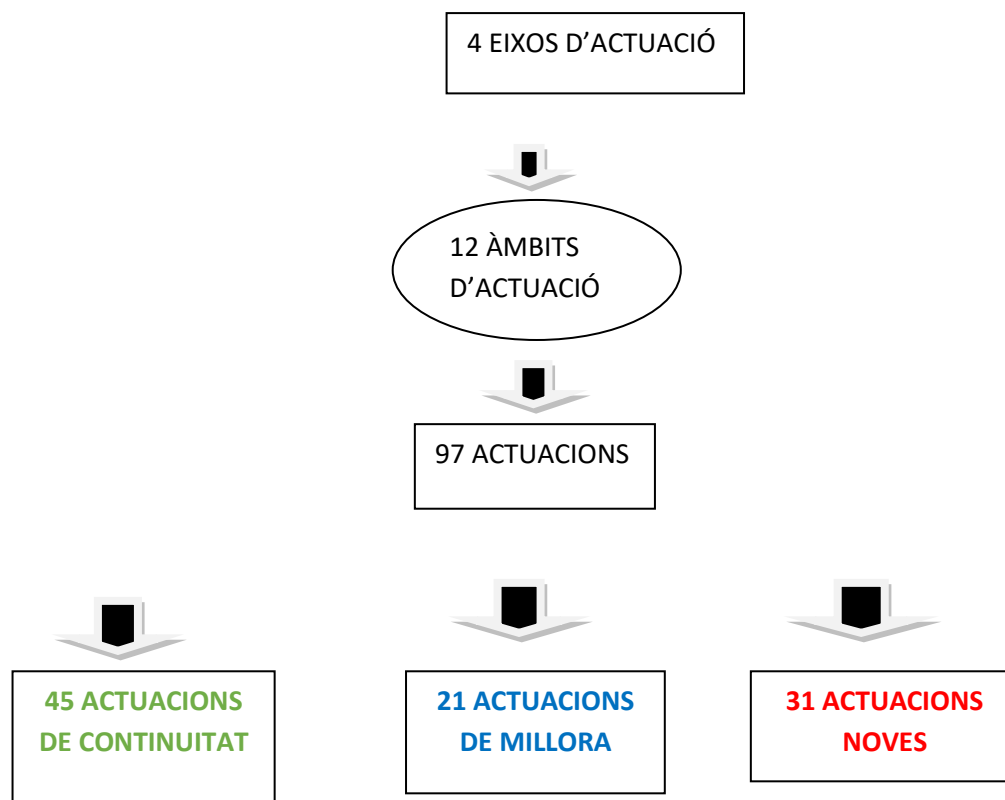 4 EIXOS D’ACTUACIÓ
12 ÀMBITS
D’ACTUACIÓ
97 ACTUACIONS
45 ACTUACIONS
DE CONTINUITAT
21 ACTUACIONS
DE MILLORA
31 ACTUACIONS
NOVES